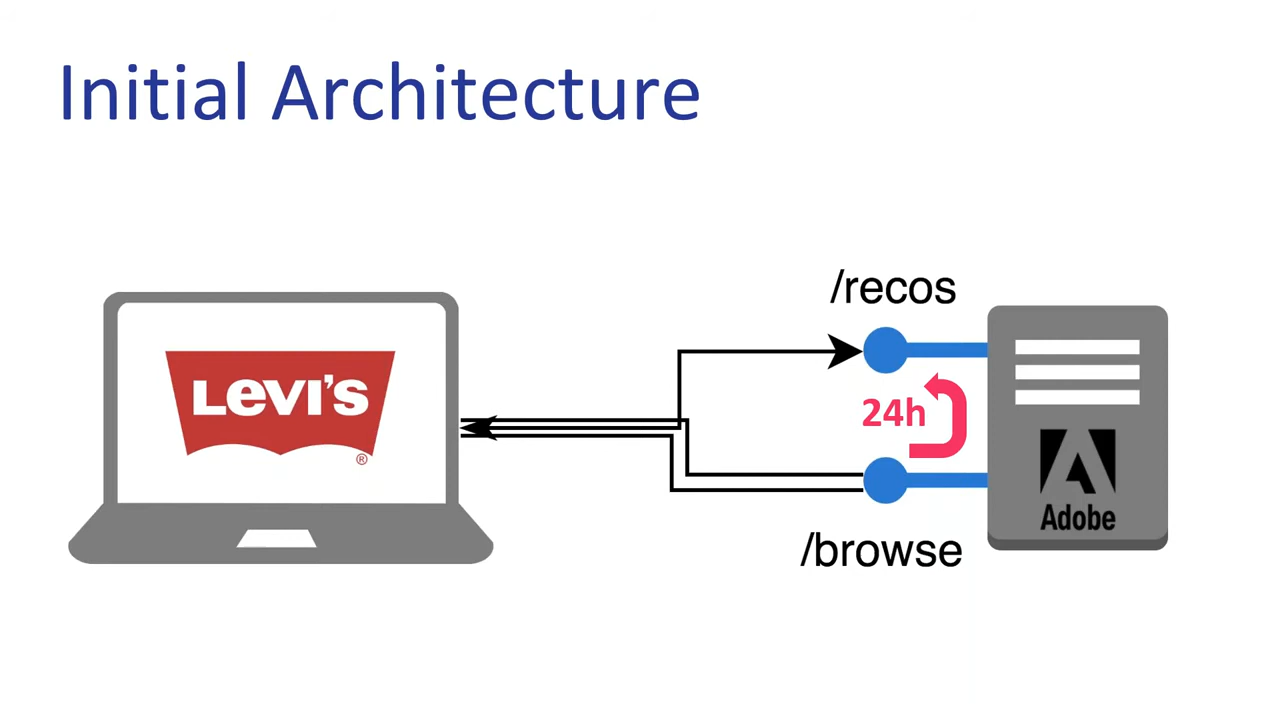 Initial Architecture
/recos
LEVI'S
®
24h
Adobe
/browse